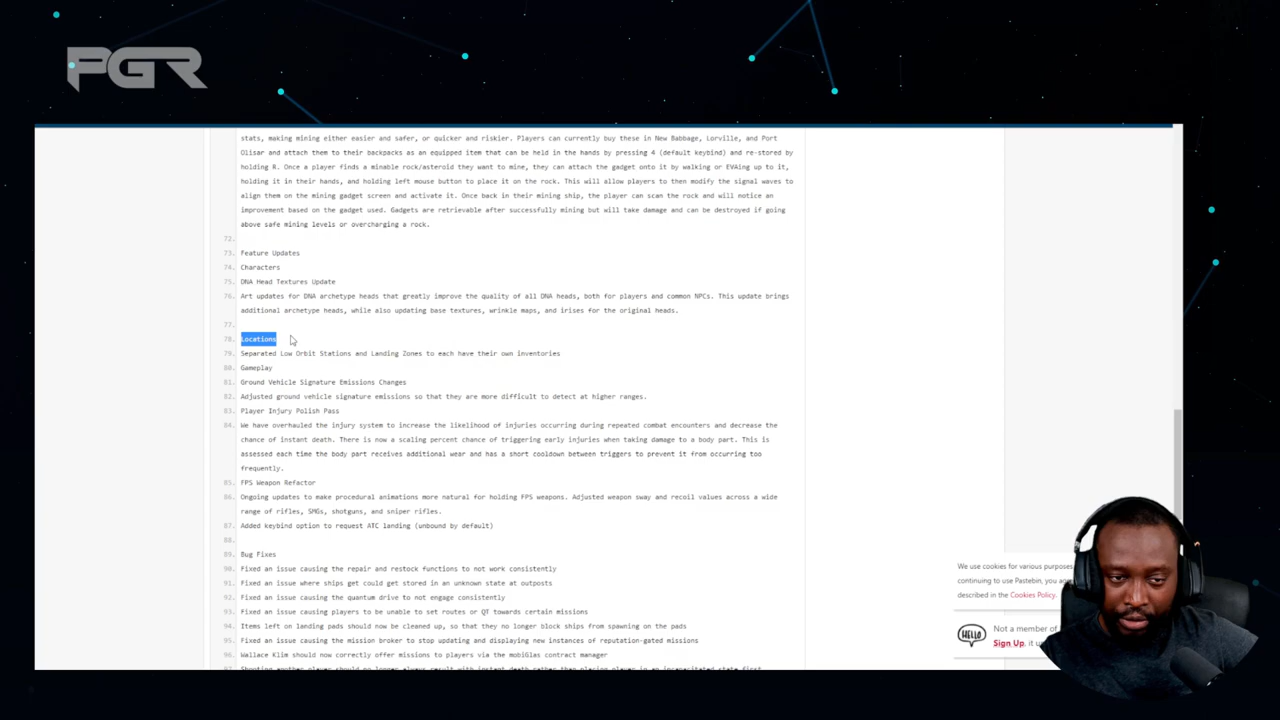 PGR
stats, making mining either easier and safer, or quicker and riskier. Players can currently buy these in New Babbage, Lorville, and Port
Olisar and attach them to their backpacks as an equipped item that can be held in the hands by pressing 4 (default keybind) and re-stored by
holding R. Once a player finds a minable rock/asteroid they want to mine, they can attach the gadget onto it by walking or EVAing up to it,
holding it in their hands, and holding left mouse button to place it on the rock. This will allow players to then modify the signal waves to
align them on the mining gadget screen and activate it. Once back in their mining ship, the player can scan the rock and will notice an
improvement based on the gadget used. Gadgets are retrievable after successfully mining but will take damage and can be destroyed if going
above safe mining levels or overcharging a rock.
72.
73. Feature Updates
74. Characters
75. DNA Head Textures Update
76. Art updates for DNA archetype heads that greatly improve the quality of all DNA heads, both for players and common NPCs. This update brings
additional archetype heads, while also updating base textures, wrinkle maps, and irises for the original heads.
77.
78. Locations
79. Separated Low Orbit Stations and Landing Zones to each have their own inventories
80. Gameplay
81. Ground Vehicle Signature Emissions Changes
82. Adjusted ground vehicle signature emissions so that they are more difficult to detect at higher ranges.
83. Player Injury Polish Pass
84. We have overhauled the injury system to increase the likelihood of injuries occurring during repeated combat encounters and decrease the
chance of instant death. There is now a scaling percent chance of triggering early injuries when taking damage to a body part. This is
assessed each time the body part receives additional wear and has a short cooldown between triggers to prevent it from occurring too
frequently.
85. FPS Weapon Refactor
86. Ongoing updates to make procedural animations more natural for holding FPS weapons. Adjusted weapon sway and recoil values across a wide
range of rifles, SMGs, shotguns, and sniper rifles.
87. Added keybind option to request ATC landing (unbound by default)
88.
89. Bug Fixes
90. Fixed an issue causing the repair and restock functions to not work consistently
91. Fixed an issue where ships get could get stored in an unknown state at outposts
92. Fixed an issue causing the quantum drive to not engage consistently
93. Fixed an issue causing players to be unable to set routes or QT towards certain missions
94. Items left on landing pads should now be cleaned up, so that they no longer block ships from spawning on the pads
95. Fixed an issue causing the mission broker to stop updating and displaying new instances of reputation-gated missions
96. Wallace Klim should now correctly offer missions to players via the mobiGlas contract manager
97. Shooting another player should no longer always result with instant death rather than placing player in an incapacitated state first
We use cookies for various purposes
continuing to use Pastebin, you
described in the Cookies Policy.
HELLO
Not a member of
Sign Up, it